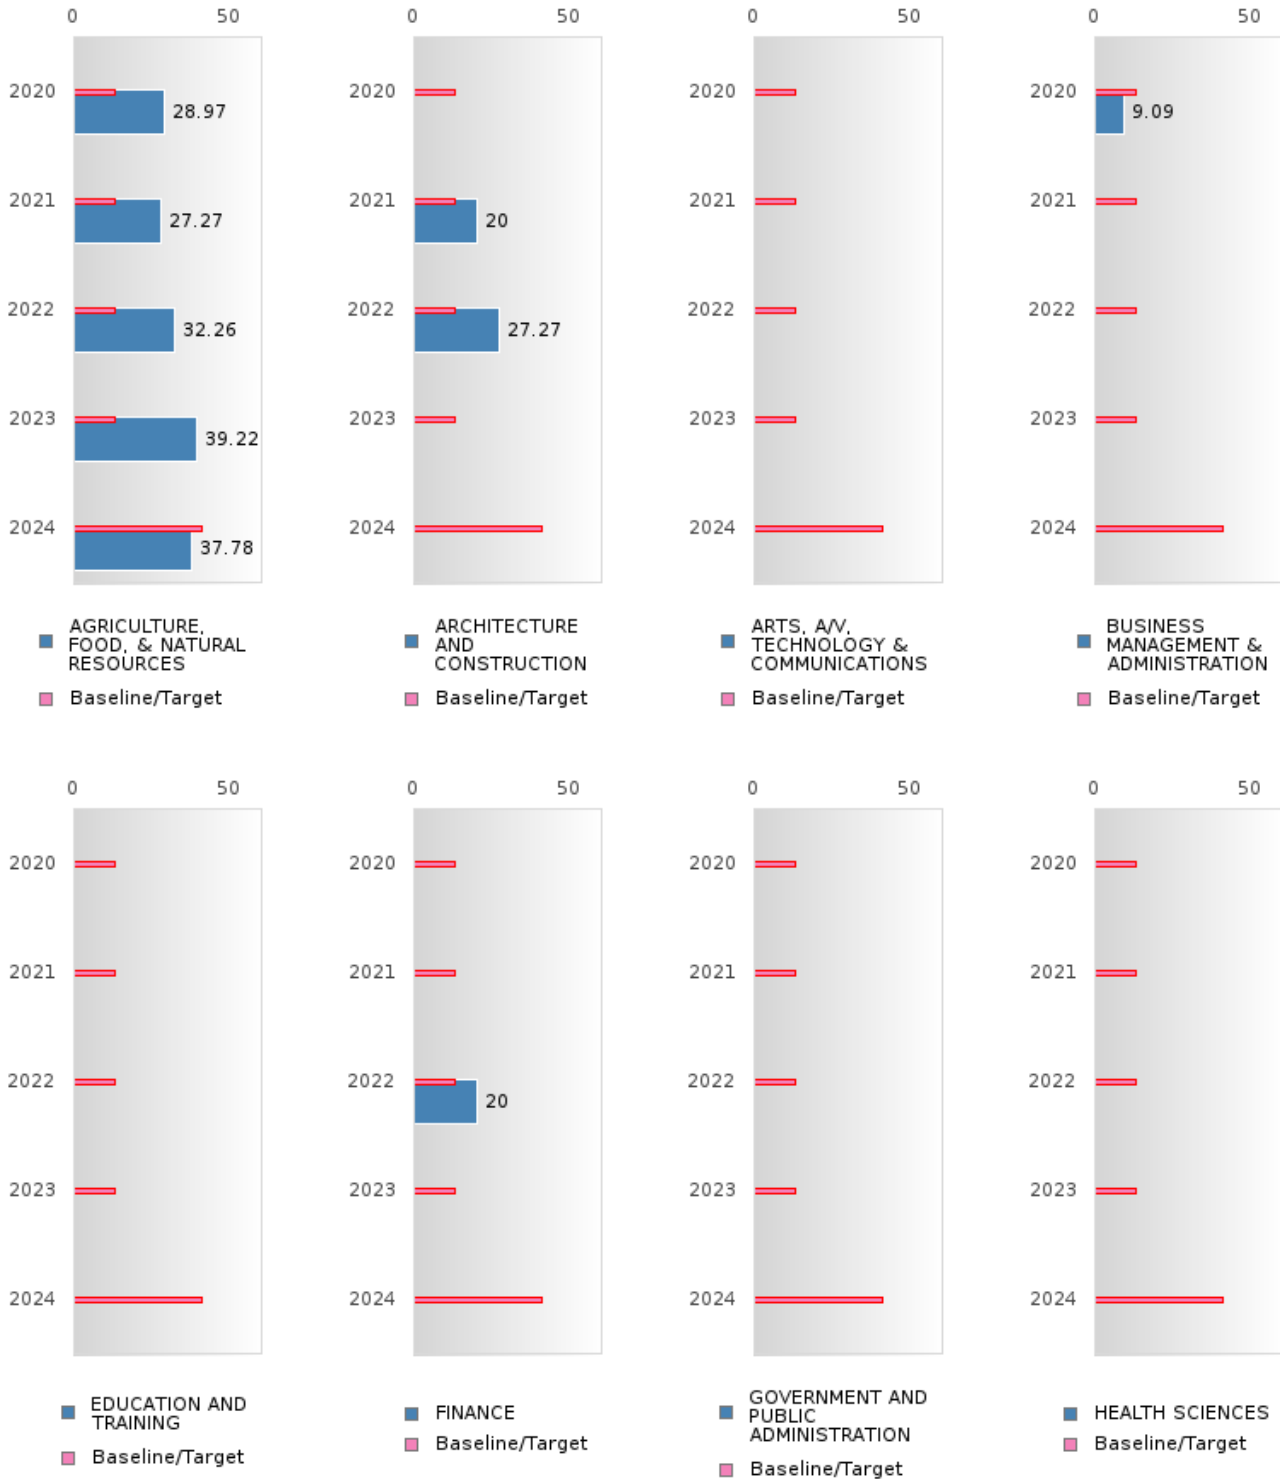 0 50 0 50 0 50 0 50
2020 28.97 2020 2020 2020 9.09
2021 27.27 2021 20 2021 2021
2022 32.26 2022 27.27 2022 2022
2023 39.22 2023 2023 2023
2024 37.78 2024 2024 2024
AGRICULTURE,
FOOD, & NATURAL
RESOURCES
Baseline/Target
ARCHITECTURE
AND
CONSTRUCTION
Baseline/Target
ARTS, A/V,
TECHNOLOGY &
COMMUNICATIONS
Baseline/Target
BUSINESS
MANAGEMENT &
ADMINISTRATION
Baseline/Target
0 50 0 50 0 50 0 50
2020 2020 2020 2020
2021 2021 2021 2021
2022 2022 20 2022 2022
2023 2023 2023 2023
2024 2024 2024 2024
EDUCATION AND
TRAINING
Baseline/Target
FINANCE
Baseline/Target
GOVERNMENT AND
PUBLIC
ADMINISTRATION
Baseline/Target
HEALTH SCIENCES
Baseline/Target